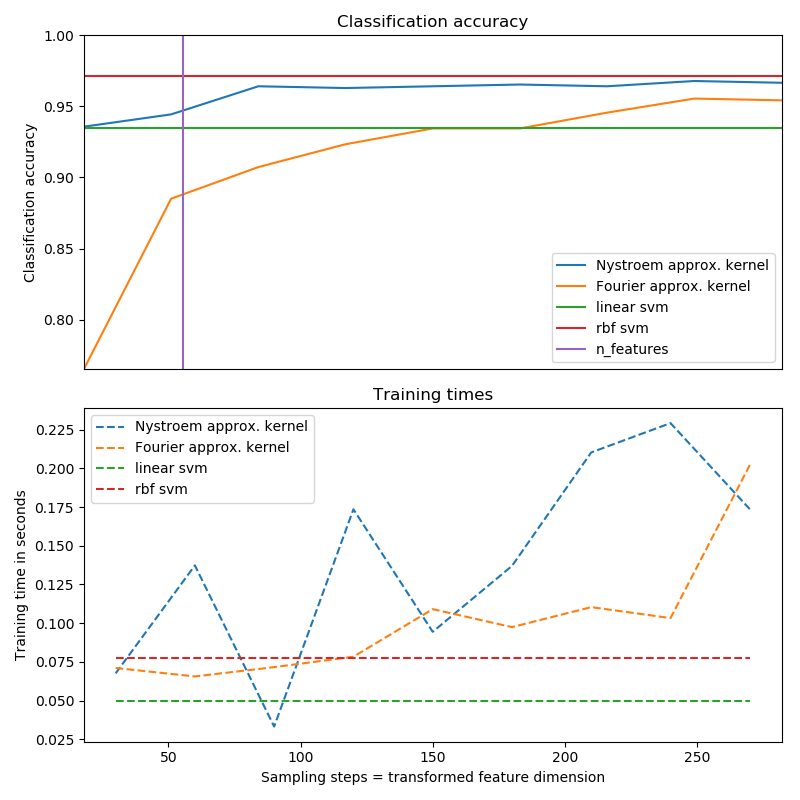 Classification accuracy
1.00
0.95
0.90
0.85
0.80
Classification accuracy
Nystroem approx. kernel
Fourier approx. kernel
linear svm
rbf svm
n_features
Training times
0.225
0.200
0.175
0.150
0.125
0.100
0.075
0.050
0.025
Training time in seconds
Nystroem approx. kernel
Fourier approx. kernel
linear svm
rbf svm
50
100
150
200
250
Sampling steps = transformed feature dimension